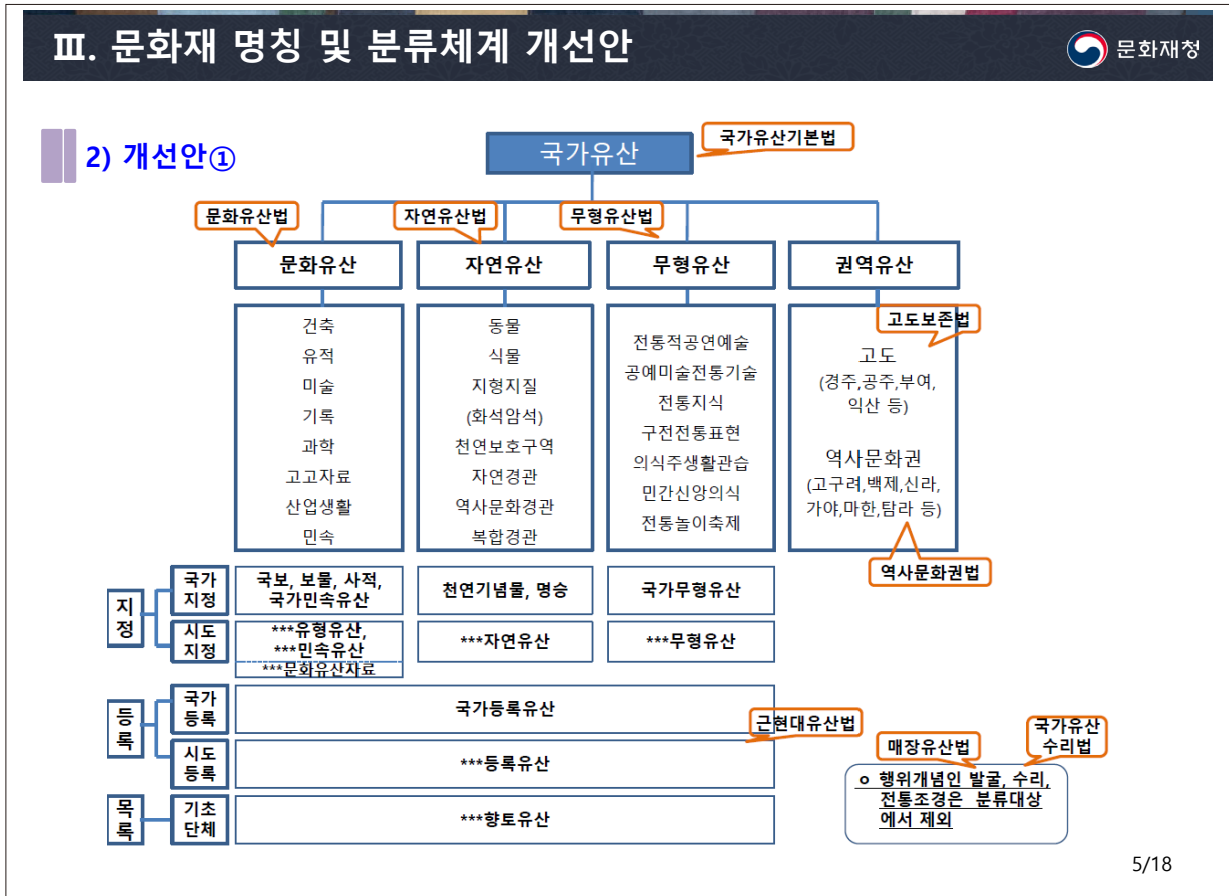 Ⅲ. 문화재 명칭 및 분류체계 개선안
문화재청
2) 개선안①
국가유산
국가유산기본법
문화유산법
자연유산법
무형유산법
문화유산
자연유산
무형유산
권역유산
건축
유적
미술
기록
과학
고고자료
산업생활
민속
동물
식물
지형지질
(화석암석)
천연보호구역
자연경관
역사문화경관
복합경관
전통적공연예술
공예미술전통기술
전통지식
구전전통표현
의식주생활관습
민간신앙의식
전통놀이축제
고도보존법
고도
(경주,공주,부여,
익산 등)
역사문화권
(고구려,백제,신라,
가야,마한,탐라 등)
역사문화권법
지정
국가
지정
국보, 보물, 사적,
국가민속유산
천연기념물, 명승
국가무형유산
시도
지정
***유형유산,
***민속유산
***문화유산자료
***자연유산
***무형유산
등록
국가
등록
국가등록유산
근현대유산법
시도
등록
***등록유산
목록
기초
단체
***향토유산
매장유산법
국가유산
수리법
o 행위개념인 발굴, 수리,
전통조경은 분류대상
에서 제외
5/18